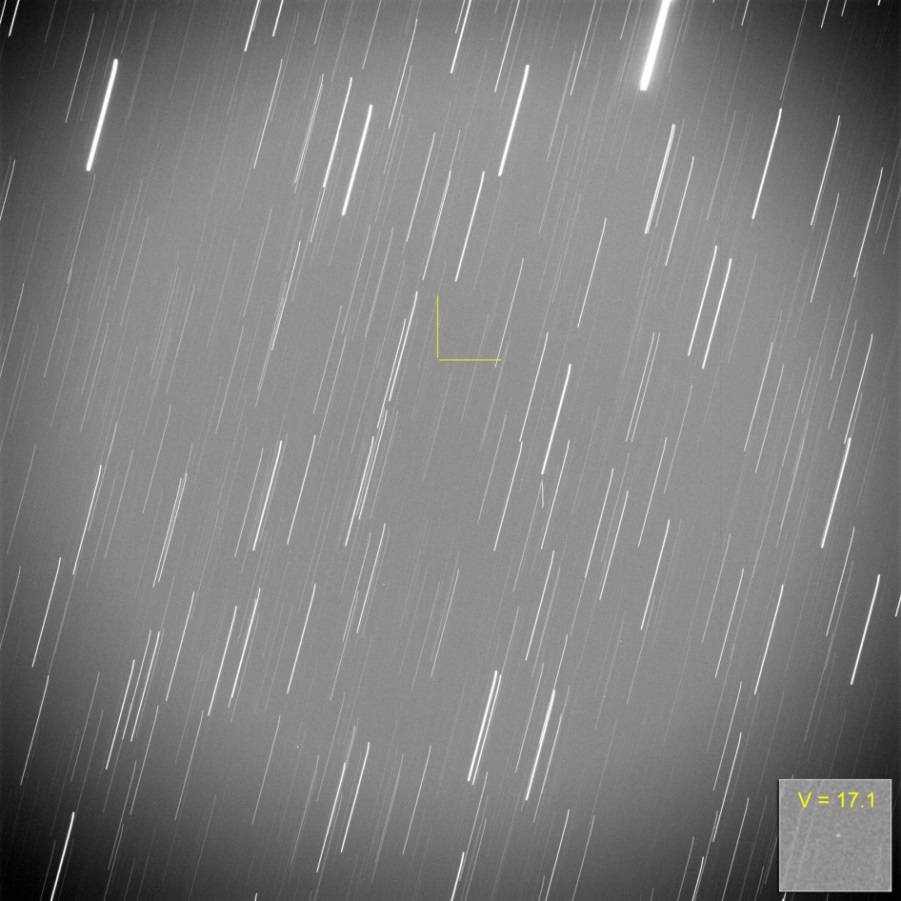 V = 17.1